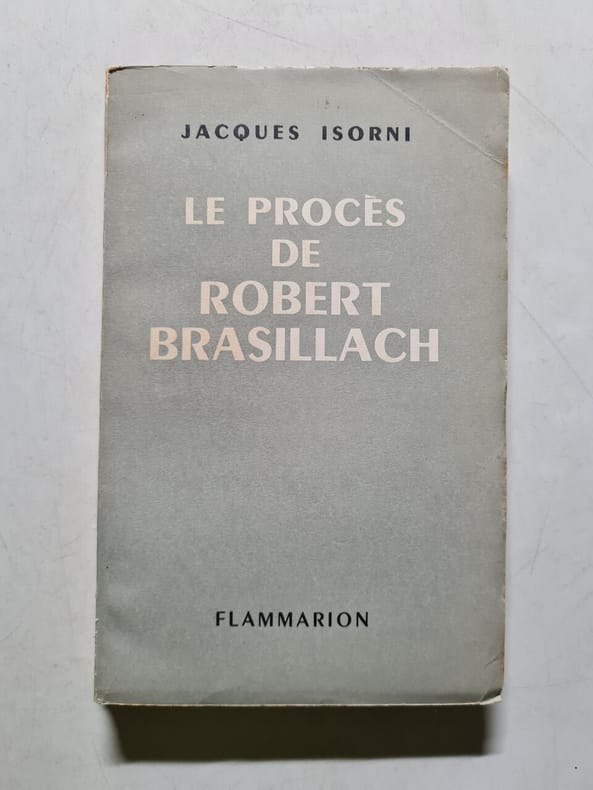 JACQUES ISORNI
LE PROCÈS
DE
ROBERT
BRASILLACH
FLAMMARION